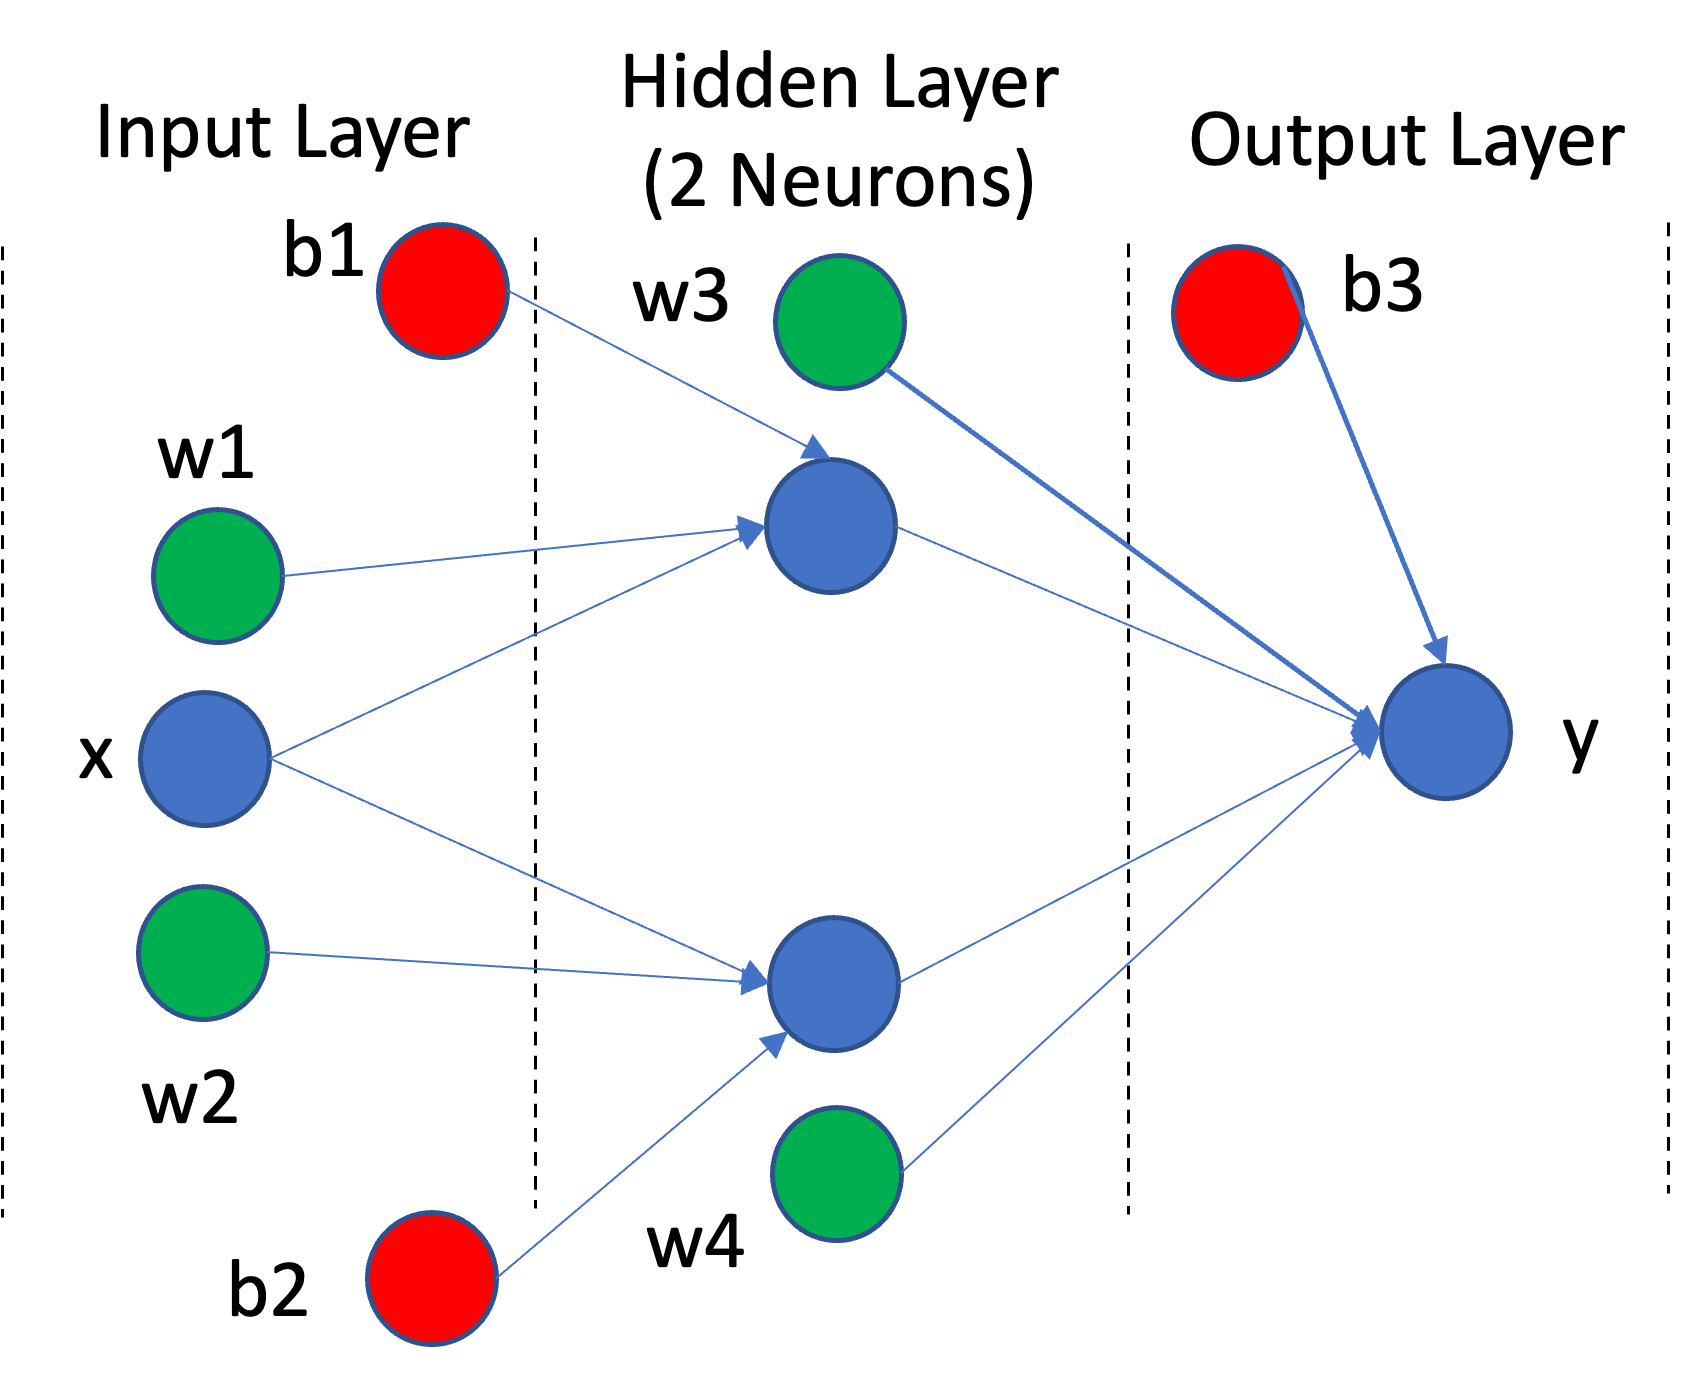 Input Layer
Hidden Layer
(2 Neurons)
Output Layer
b1
w3
b3
w1
x
y
w2
w4
b2